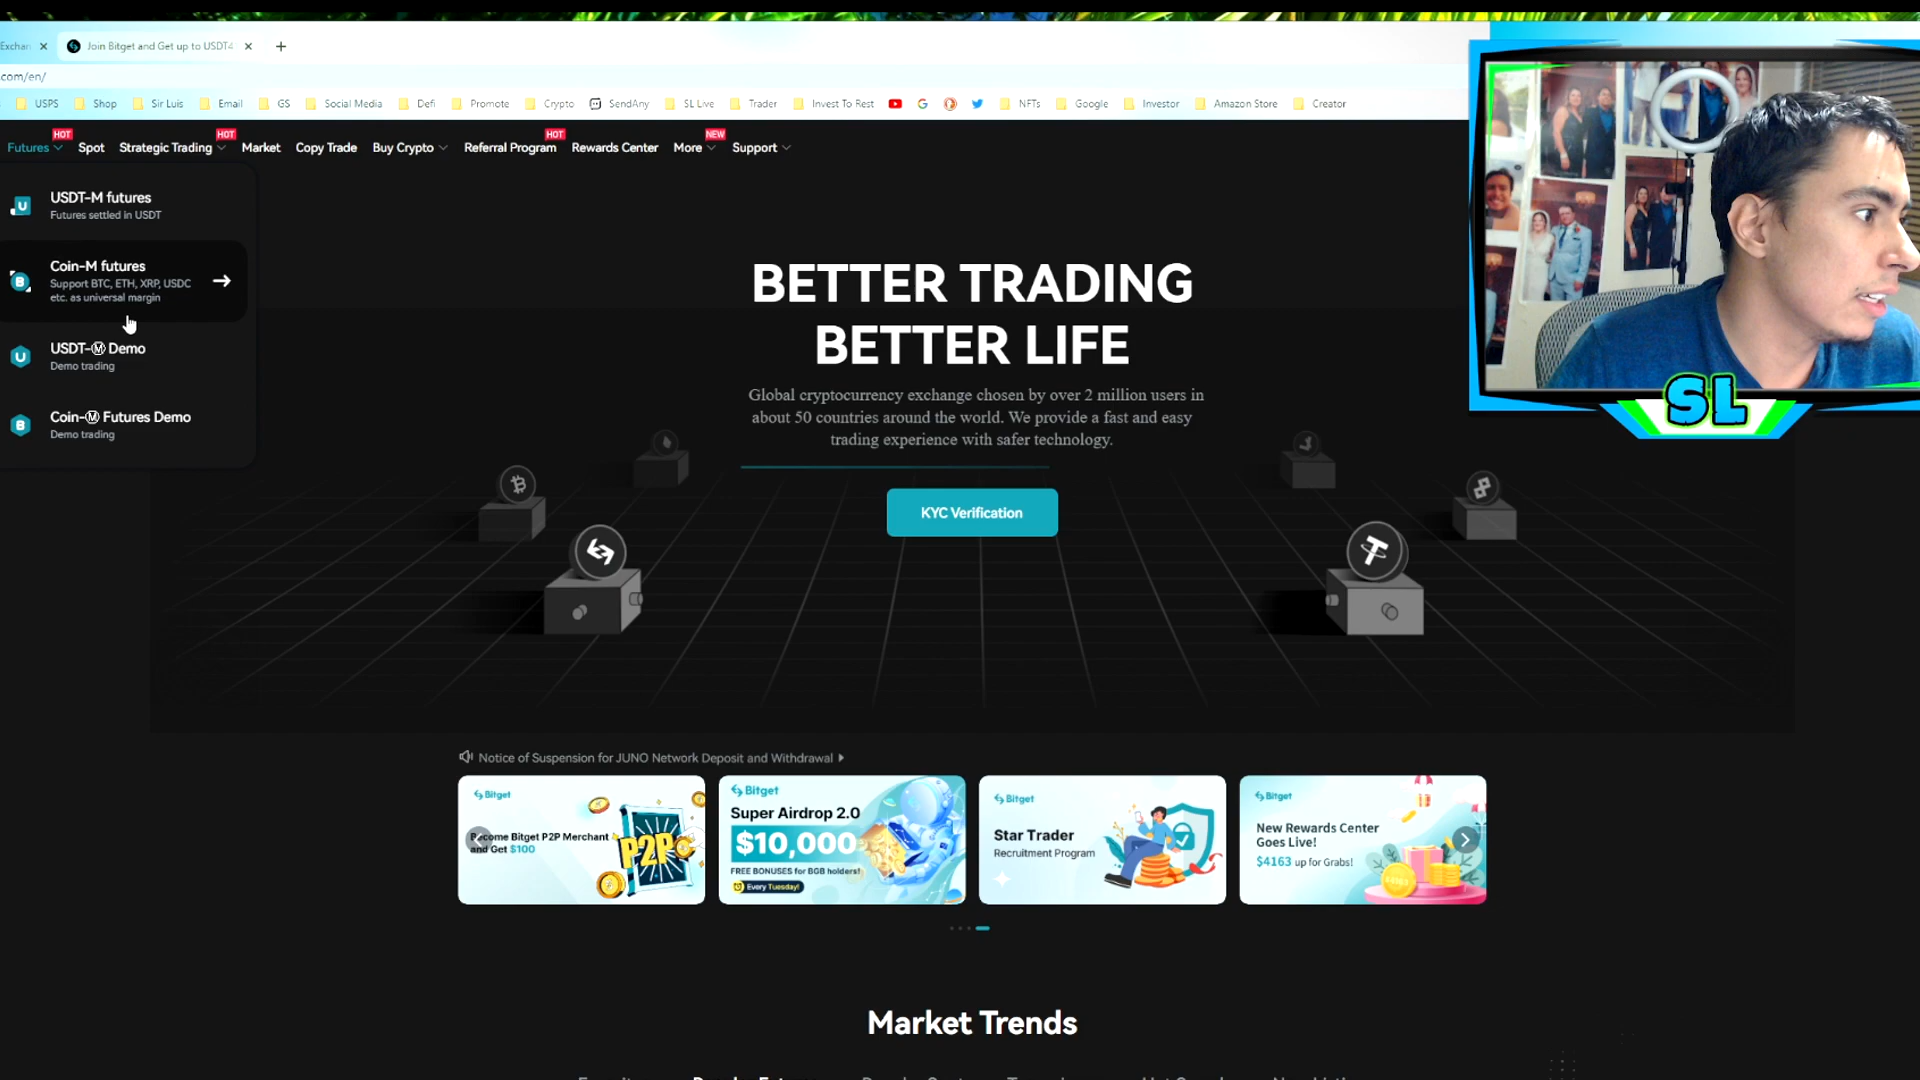 Exchan
Join Bitget and Get up to USDT4
com/en/
USPS Shop Sir Luis Email GS Social Media Defi Promote Crypto SendAny SL Live Trader Invest To Rest NFTs Google Investor Amazon Store Creator
HOT HOT HOT NEW
Futures Spot Strategic Trading Market Copy Trade Buy Crypto Referral Program Rewards Center More Support
USDT-M futures
Futures settled in USDT
Coin-M futures
Support BTC, ETH, XRP, USDC
etc. as universal margin
USDT-Ⓜ Demo
Demo trading
Coin-Ⓜ Futures Demo
Demo trading
SL
BETTER TRADING
BETTER LIFE
Global cryptocurrency exchange chosen by over 2 million users in
about 50 countries around the world. We provide a fast and easy
trading experience with safer technology.
KYC Verification
Notice of Suspension for JUNO Network Deposit and Withdrawal
Bitget
Become Bitget P2P Merchant
and Get $100
P2P
Bitget
Super Airdrop 2.0
$10,000
FREE BONUSES for BGB holders!
Every Tuesday!
Bitget
Star Trader
Recruitment Program
Bitget
New Rewards Center
Goes Live!
$4163 up for Grabs!
Market Trends